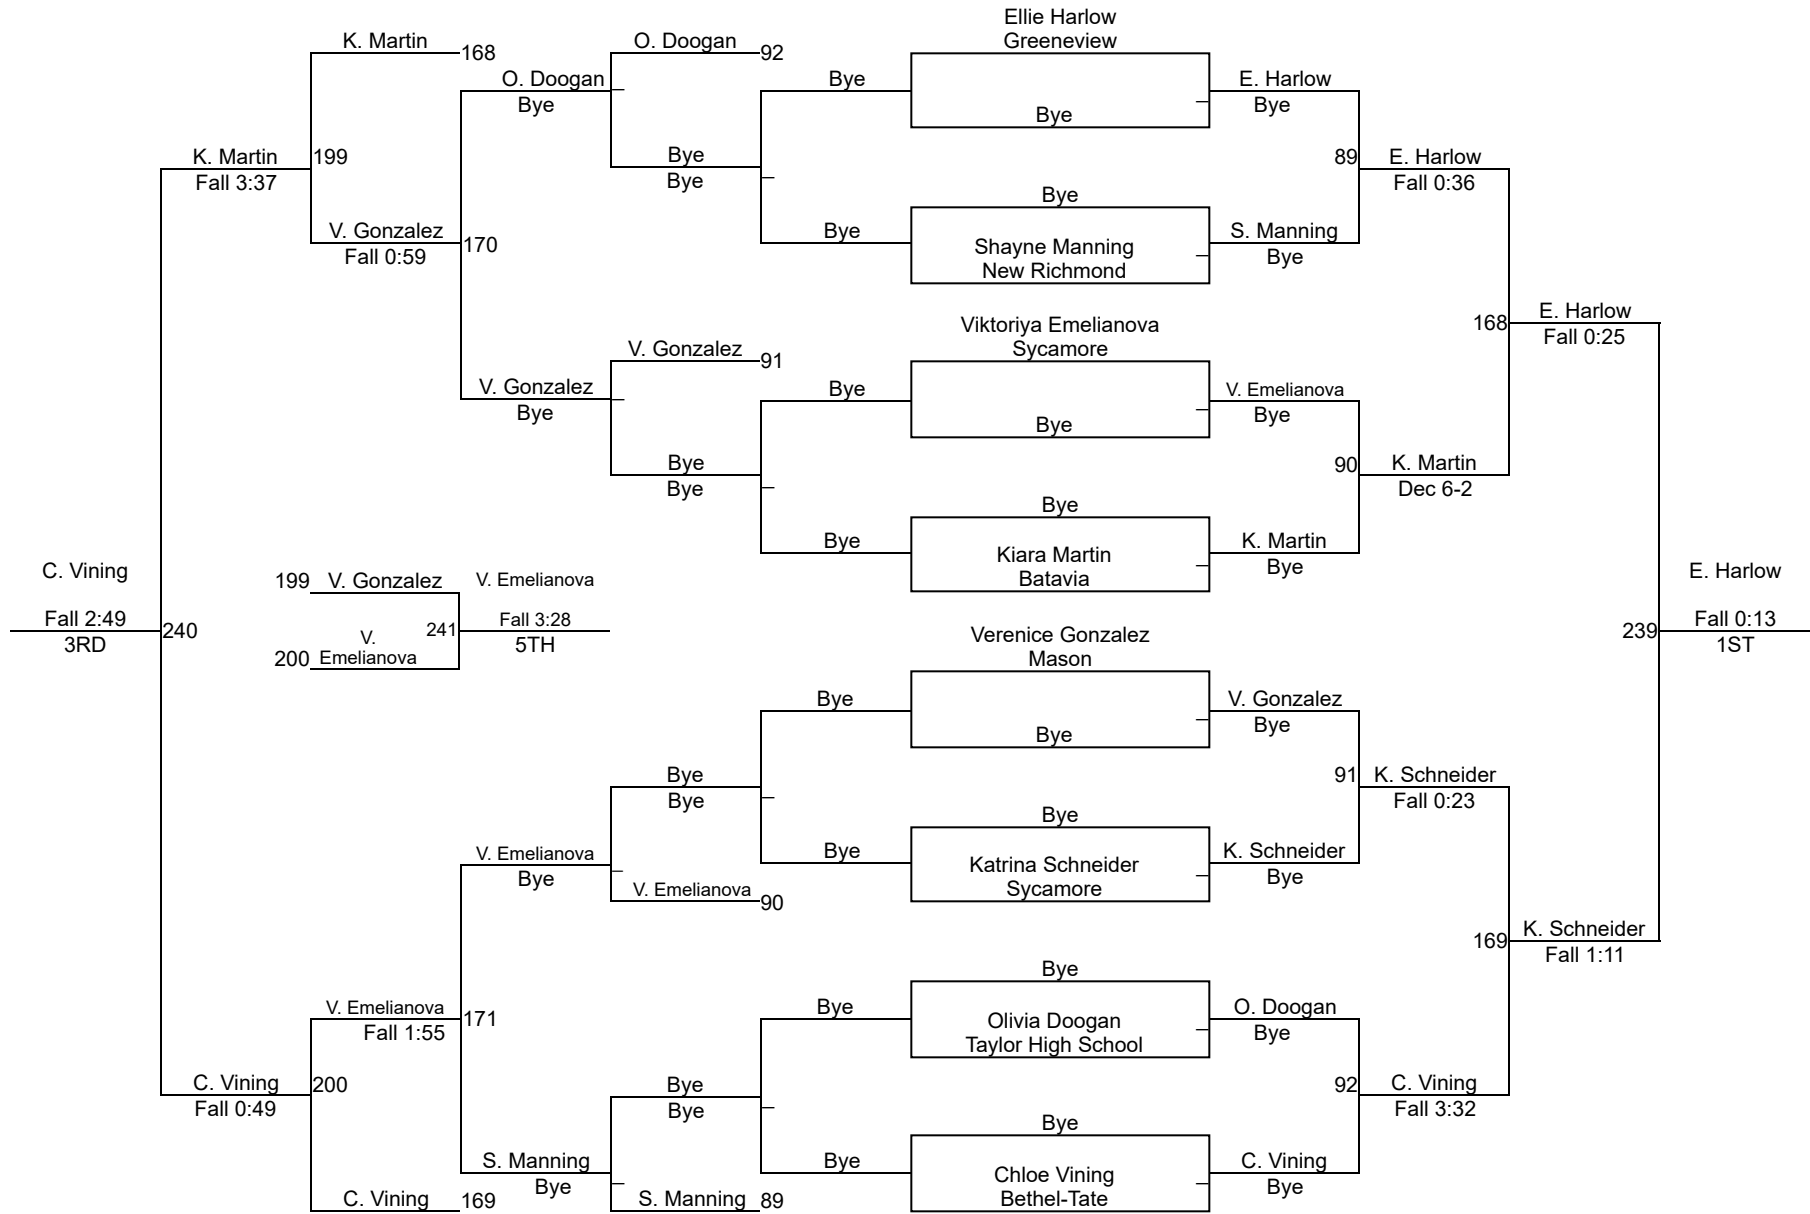 Ellie Harlow
K. Martin
168
O. Doogan
92
Greeneview
O. Doogan
Bye
E. Harlow
Bye
Bye
Bye
K. Martin
199
Bye
89
E. Harlow
Fall 3:37
Bye
Fall 0:36
Bye
V. Gonzalez
170
Bye
Shayne Manning
S. Manning
Fall 0:59
New Richmond
Bye
Viktoriya Emelianova
168
E. Harlow
V. Gonzalez
91
Sycamore
Fall 0:25
V. Gonzalez
Bye
V. Emelianova
Bye
Bye
Bye
Bye
90
K. Martin
Bye
Dec 6-2
Bye
Bye
Kiara Martin
K. Martin
C. Vining
199
V. Gonzalez
V. Emelianova
Batavia
Bye
E. Harlow
Fall 2:49
Fall 3:28
Fall 0:13
3RD
240
V.
241
5TH
Verenice Gonzalez
239
1ST
200
Emelianova
Mason
Bye
V. Gonzalez
Bye
Bye
Bye
91
K. Schneider
Bye
Fall 0:23
Bye
V. Emelianova
Bye
Katrina Schneider
K. Schneider
Bye
V. Emelianova
90
Sycamore
Bye
169
K. Schneider
Bye
Fall 1:11
V. Emelianova
171
Bye
Olivia Doogan
O. Doogan
Fall 1:55
Taylor High School
Bye
C. Vining
200
Bye
92
C. Vining
Fall 0:49
Bye
Fall 3:32
Bye
S. Manning
Bye
Chloe Vining
C. Vining
Bye
Bethel-Tate
Bye
C. Vining
169
S. Manning
89